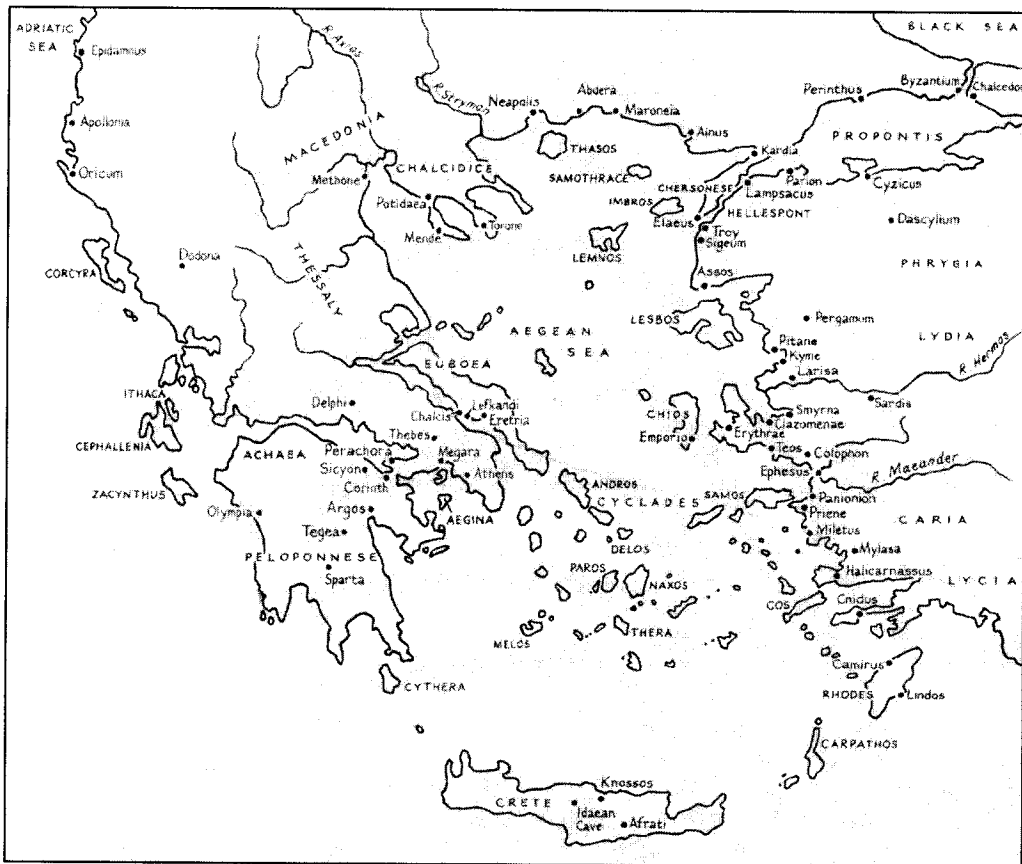 ADRIATIC
SEA
Epidamnus
Apollonia
Oricum
R. Axios
R. Strymon
MACEDONIA
Methone
CHALCIDICE
Potidaea
Mende
Torone
Neapolis
Abdera
Maroneia
Ainus
THASOS
SAMOTHRACE
IMBROS
LEMNOS
BLACK SEA
Byzantium
Chalcedon
Perinthus
PROPONTIS
Kardia
CHERSONESE
Parion
Lampsacus
Cyzicus
HELLESPONT
Elaeus
Troy
Sigeum
Dascylium
PHRYGIA
Assos
CORCYRA
Dodona
THESSALY
LESBOS
Pergamum
LYDIA
AEGEAN
SEA
Pitane
Kyme
Larisa
R. Hermos
EUBOEA
ITHACA
CEPHALLENIA
ZACYNTHUS
Delphi
Chalcis
Lefkandi
Eretria
Thebes
CHIOS
Emporio
Smyrna
Clazomenae
Sardis
Erythrae
Teos
Colophon
Ephesus
R. Maeander
ACHAEA
Perachora
Sicyon
Corinth
Megara
Athens
AEGINA
Olympia
Argos
Tegea
PELOPONNESE
Sparta
ANDROS
CYCLADES
SAMOS
Panionion
Priene
Miletus
CARIA
Mylasa
Halicarnassus
LYCIA
DELOS
PAROS
NAXOS
MELOS
THERA
COS
Cnidus
CYTHERA
Camirus
RHODES
Lindos
CARPATHOS
Knossos
CRETE
Idaean
Cave
Afrati